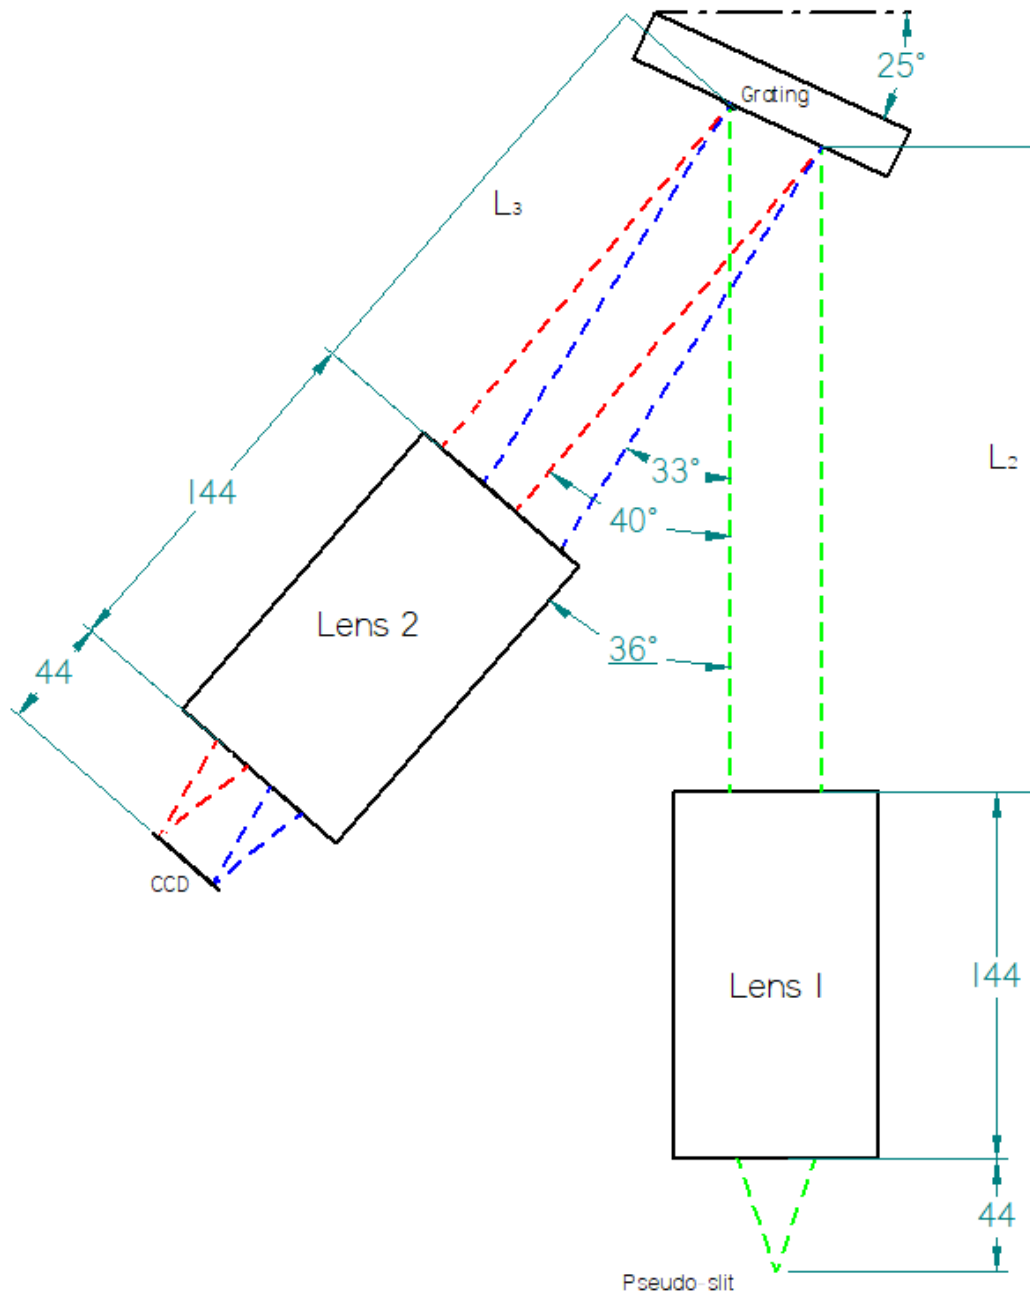 25°
Grating
L₃
L₂
33°
144
40°
Lens 2
36°
44
CCD
144
Lens 1
44
Pseudo-slit